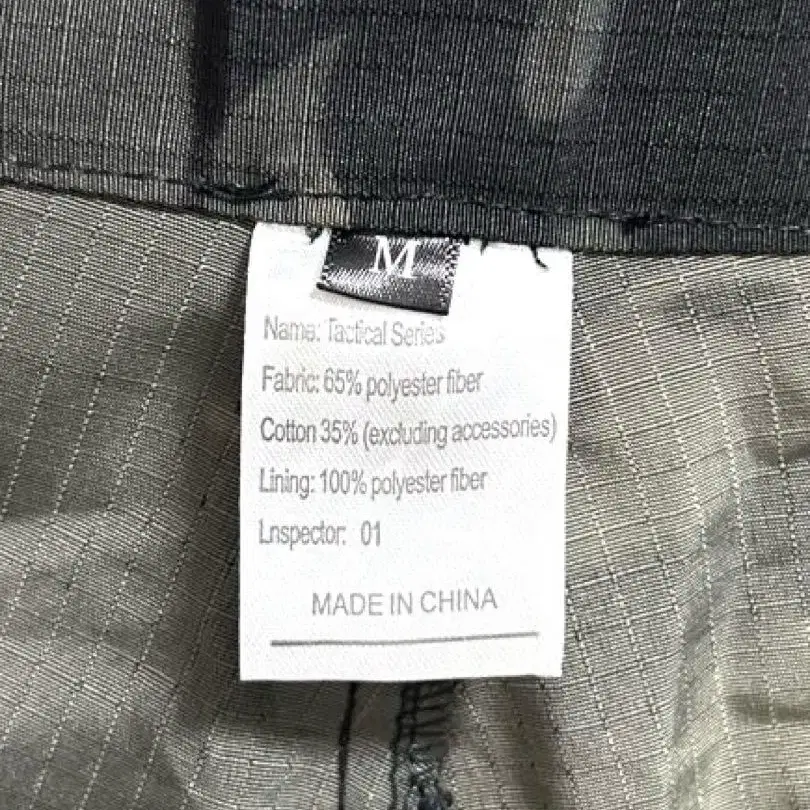 M
Name: Tactical Series
Fabric: 65% polyester fiber
Cotton 35% (excluding accessories)
Lining: 100% polyester fiber
Lnspector: 01
MADE IN CHINA